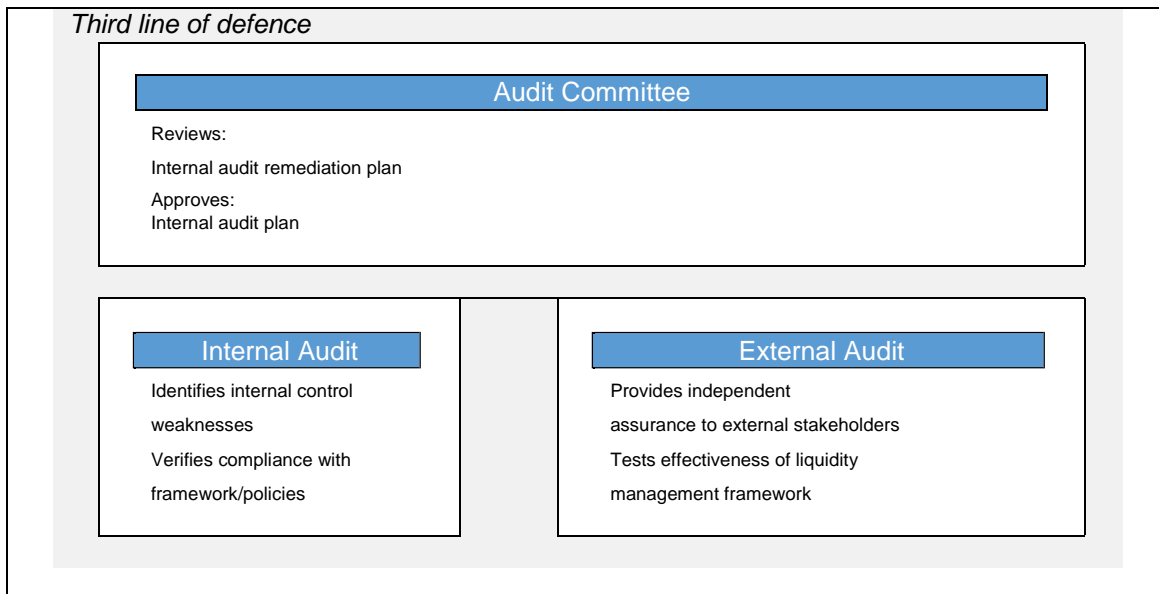 Third line of defence
Audit Committee
Reviews:
Internal audit remediation plan
Approves:
Internal audit plan
Internal Audit
Identifies internal control
weaknesses
Verifies compliance with
framework/policies
External Audit
Provides independent
assurance to external stakeholders
Tests effectiveness of liquidity
management framework